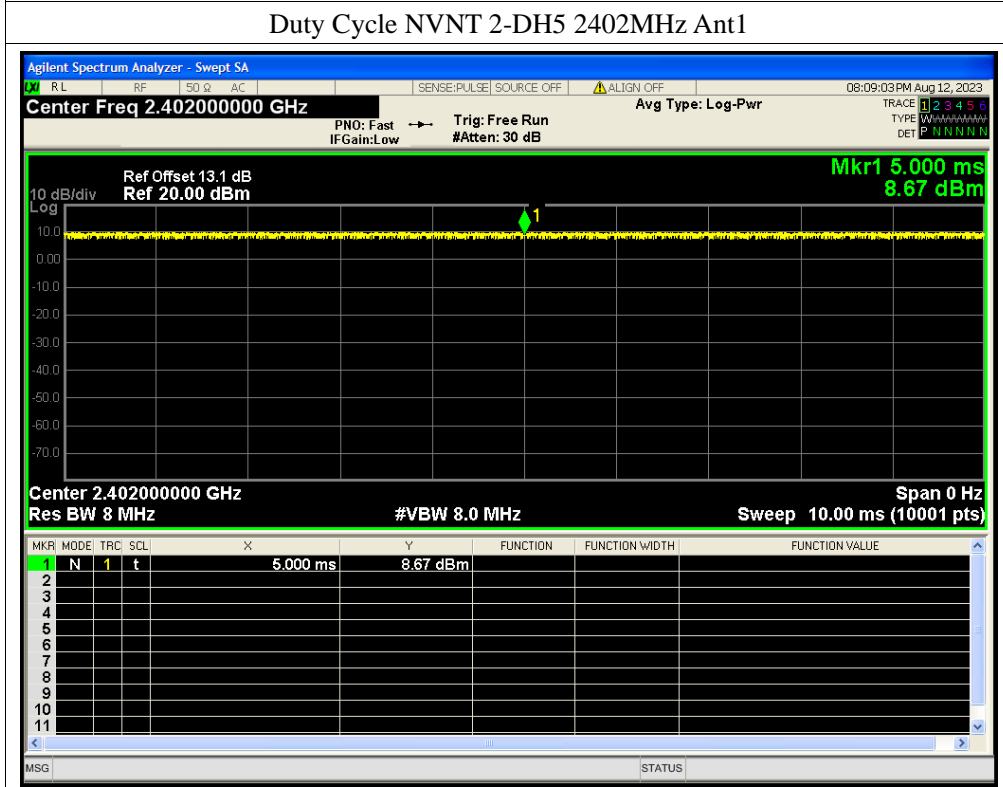 Duty Cycle NVNT 2-DH5 2402MHz Ant1
Agilent Spectrum Analyzer - Swept SA
LXI RL RF 50 Ω AC SENSE:PULSE SOURCE OFF ALIGN OFF 08:09:03 PM Aug 12, 2023
Center Freq 2.402000000 GHz Avg Type: Log-Pwr TRACE 1 2 3 4 5 6
PNO: Fast Trig: Free Run TYPE W
IFGain:Low #Atten: 30 dB DET P N N N N N
Mkr1 5.000 ms
8.67 dBm
Ref Offset 13.1 dB
10 dB/div Ref 20.00 dBm
Log
1
10.0
0.00
-10.0
-20.0
-30.0
-40.0
-50.0
-60.0
-70.0
Center 2.402000000 GHz Span 0 Hz
Res BW 8 MHz #VBW 8.0 MHz Sweep 10.00 ms (10001 pts)
MKR MODE TRC SCL X Y FUNCTION FUNCTION WIDTH FUNCTION VALUE
1 N 1 t 5.000 ms 8.67 dBm
2
3
4
5
6
7
8
9
10
11
MSG STATUS